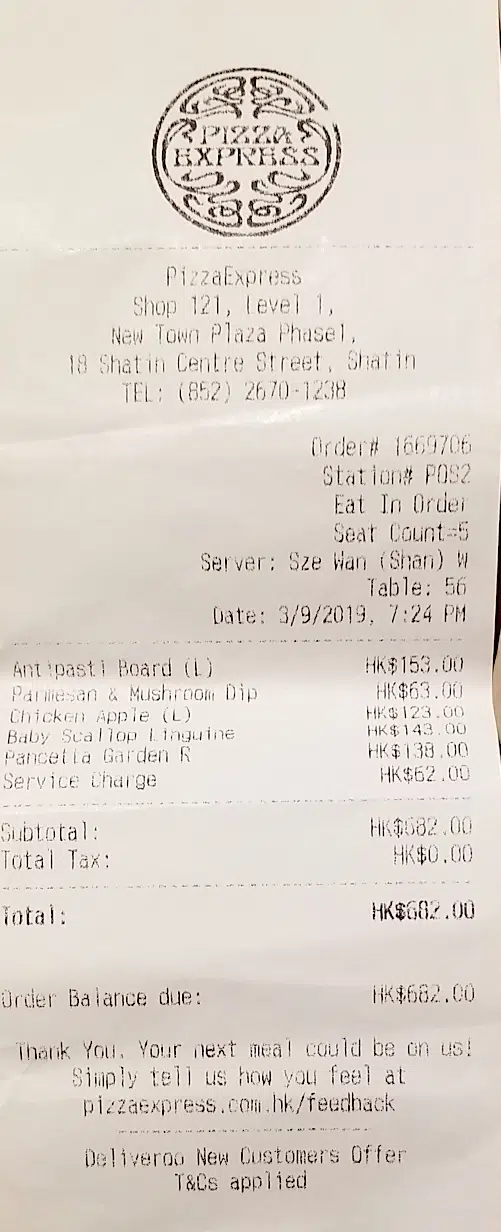 PIZZA
EXPRESS
PizzaExpress
Shop 121, Level 1,
New Town Plaza Phase1,
18 Shatin Centre Street, Shatin
TEL: (852) 2670-1238
Order# 1669706
Station# POS2
Eat In Order
Seat Count=5
Server: Sze Wan (Shan) W
Table: 56
Date: 3/9/2019, 7:24 PM
Antipasti Board (L) HK$153.00
Parmesan & Mushroom Dip HK$63.00
Chicken Apple (L) HK$123.00
Baby Scallop Linguine HK$143.00
Pancetta Garden R HK$138.00
Service Charge HK$62.00
Subtotal: HK$682.00
Total Tax: HK$0.00
Total: HK$682.00
Order Balance due: HK$682.00
Thank You. Your next meal could be on us!
Simply tell us how you feel at
pizzaexpress.com.hk/feedback
Deliveroo New Customers Offer
T&Cs applied